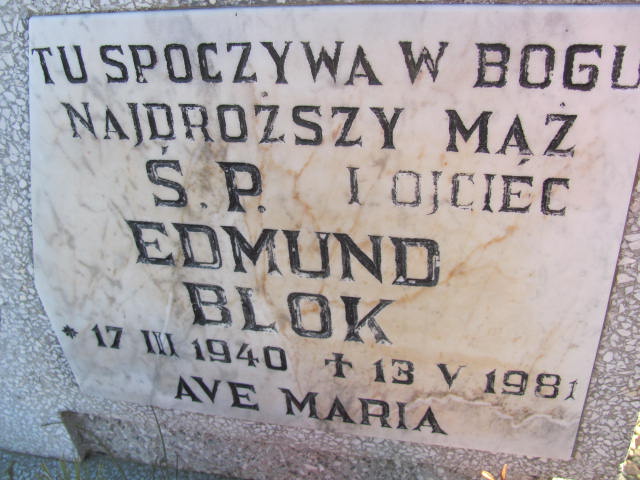 TU SPOCZYWA W BOGU
NAJDROŻSZY MĄŻ
Ś.P. I OJCIEC
EDMUND
BLOK
* 17 III 1940 ✝ 13 V 1981
AVE MARIA